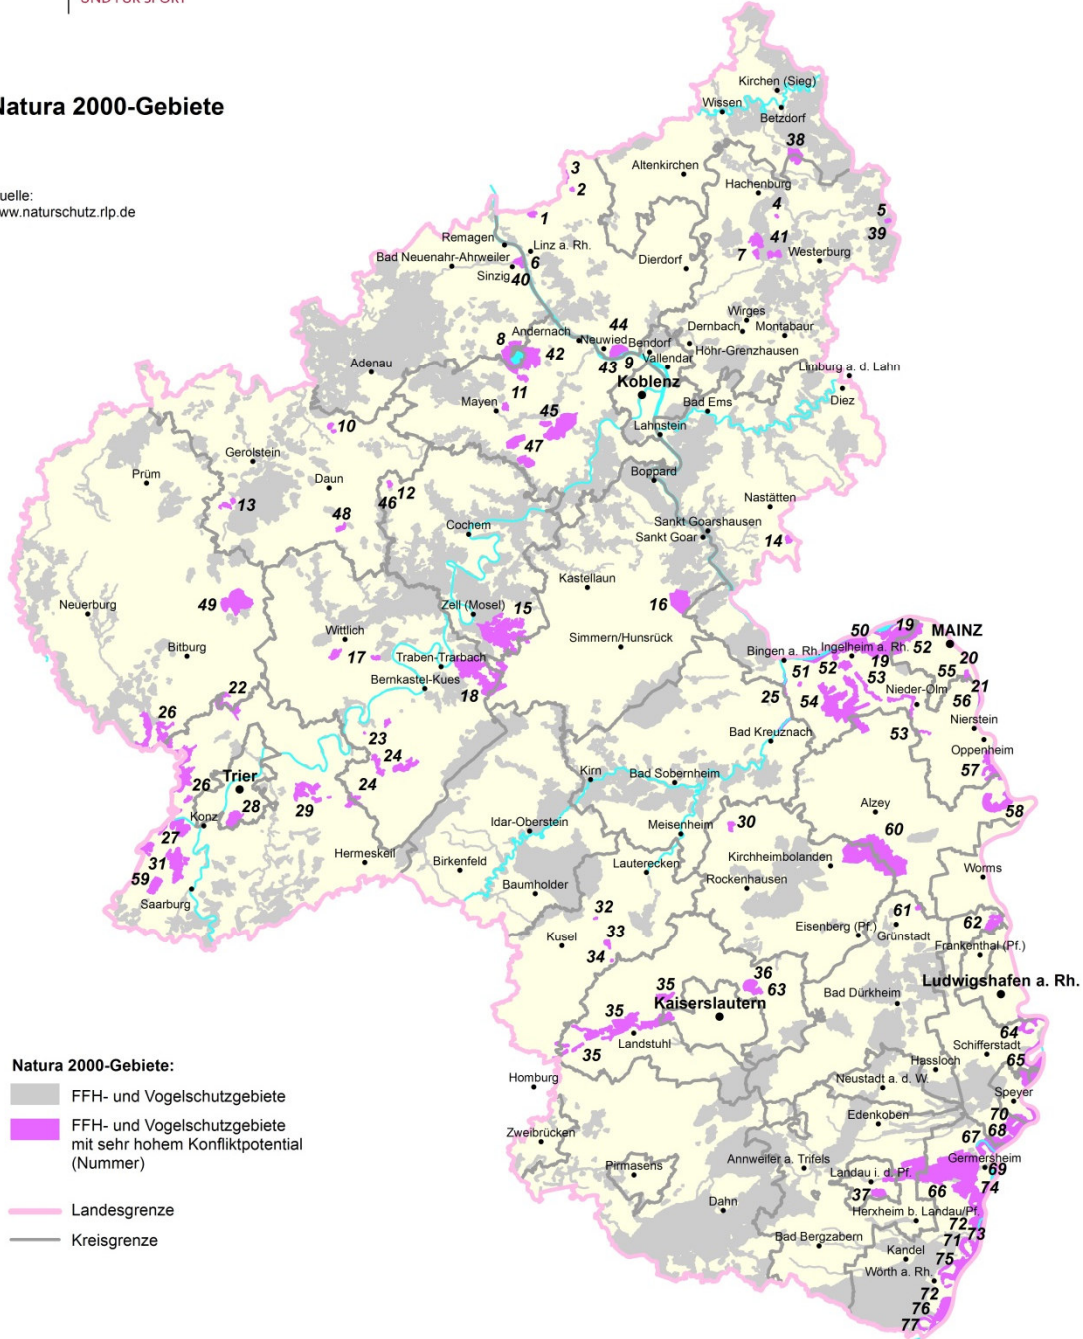 UND FÜR SPORT
Natura 2000-Gebiete
uelle:
www.naturschutz.rlp.de
Kirchen (Sieg)
Wissen
Betzdorf
38
3
Altenkirchen
2
Hachenburg
4
5
1
Remagen
Linz a. Rh.
41
39
Bad Neuenahr-Ahrweiler
6
Dierdorf
7
Westerburg
Sinzig
40
Wirges
8
Andernach
44
Dernbach
Montabaur
42
Neuwied
Bendorf
Höhr-Grenzhausen
43
9
Vallendar
Adenau
Koblenz
Limburg a. d. Lahn
11
Mayen
Bad Ems
Diez
45
10
Lahnstein
47
Gerolstein
Boppard
Prüm
Daun
12
Nastätten
13
46
48
Cochem
Sankt Goarshausen
Sankt Goar
14
Kastellaun
Neuerburg
49
Zell (Mosel)
15
16
Wittlich
Simmern/Hunsrück
50
19
MAINZ
Bitburg
17
Traben-Trarbach
Bingen a. Rh.
Ingelheim a. Rh.
52
20
Bernkastel-Kues
51
52
19
55
53
21
22
18
25
54
Nieder-Olm
56
26
Nierstein
23
Bad Kreuznach
53
Oppenheim
24
57
Trier
Kirn
Bad Sobernheim
26
24
28
29
58
Konz
Alzey
27
Idar-Oberstein
Meisenheim
30
60
31
Hermeskeil
Birkenfeld
Lauterecken
Kirchheimbolanden
59
Baumholder
Rockenhausen
Worms
Saarburg
32
61
Kusel
33
Eisenberg (Pf.)
Grünstadt
62
34
Frankenthal (Pf.)
36
35
63
Ludwigshafen a. Rh.
Kaiserslautern
Bad Dürkheim
35
64
Landstuhl
Schifferstadt
35
65
Hassloch
Natura 2000-Gebiete:
Homburg
Neustadt a. d. W.
FFH- und Vogelschutzgebiete
Speyer
Edenkoben
70
FFH- und Vogelschutzgebiete
mit sehr hohem Konfliktpotential
(Nummer)
Zweibrücken
68
67
Pirmasens
Annweiler a. Trifels
Germersheim
Landau i. d. Pf.
69
37
66
74
Landesgrenze
Dahn
Herxheim b. Landau/Pf.
72
73
Kreisgrenze
Bad Bergzabern
71
Kandel
75
Wörth a. Rh.
72
76
77